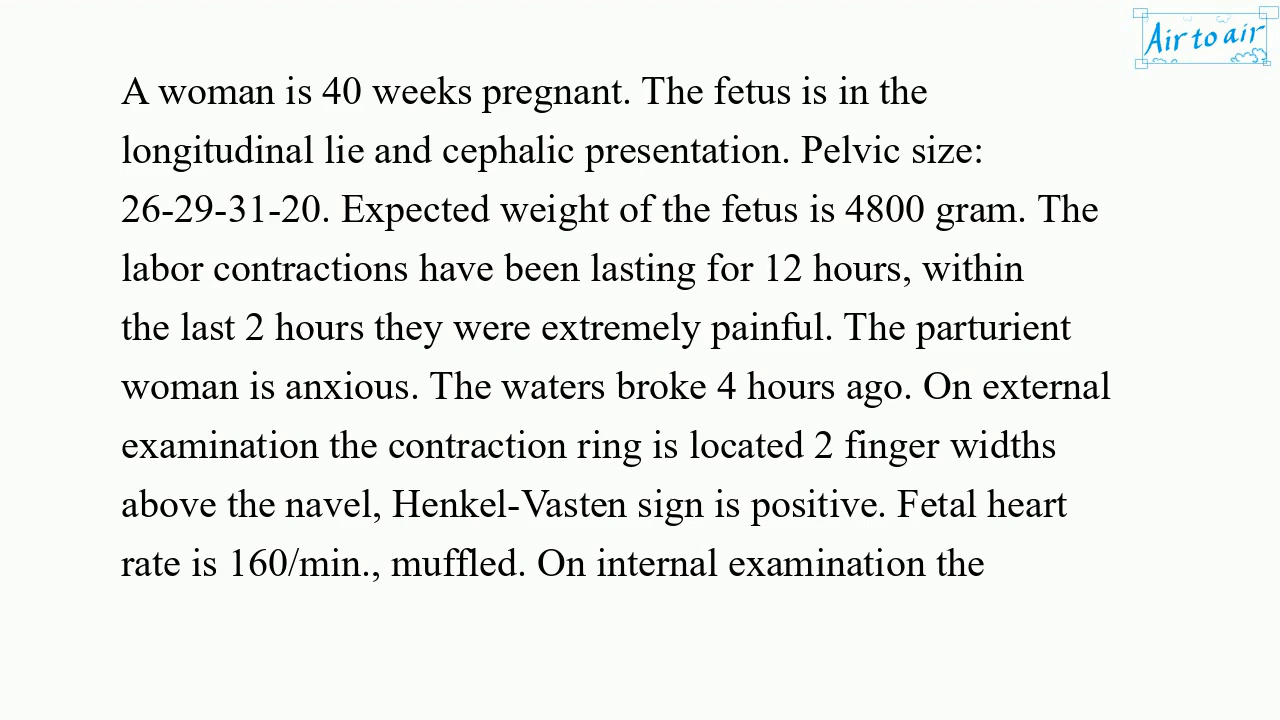 Air to air
A woman is 40 weeks pregnant. The fetus is in the
longitudinal lie and cephalic presentation. Pelvic size:
26-29-31-20. Expected weight of the fetus is 4800 gram. The
labor contractions have been lasting for 12 hours, within
the last 2 hours they were extremely painful. The parturient
woman is anxious. The waters broke 4 hours ago. On external
examination the contraction ring is located 2 finger widths
above the navel, Henkel-Vasten sign is positive. Fetal heart
rate is 160/min., muffled. On internal examination the